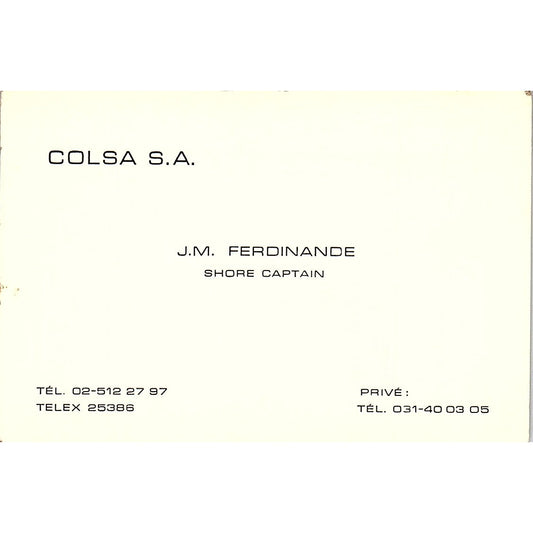 COLSA S.A.
J.M. FERDINANDE
SHORE CAPTAIN
TÉL. 02-512 27 97
TELEX 25386
PRIVÉ :
TÉL. 031-40 03 05